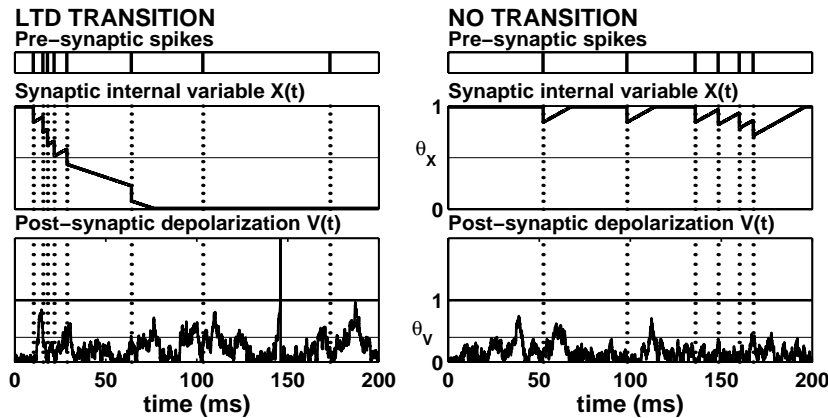 LTD TRANSITION
Pre−synaptic spikes
Synaptic internal variable X(t)
Post−synaptic depolarization V(t)
0 50 100 150 200
time (ms)
NO TRANSITION
Pre−synaptic spikes
Synaptic internal variable X(t)
1
θX
0
Post−synaptic depolarization V(t)
1
θV
0
0 50 100 150 200
time (ms)